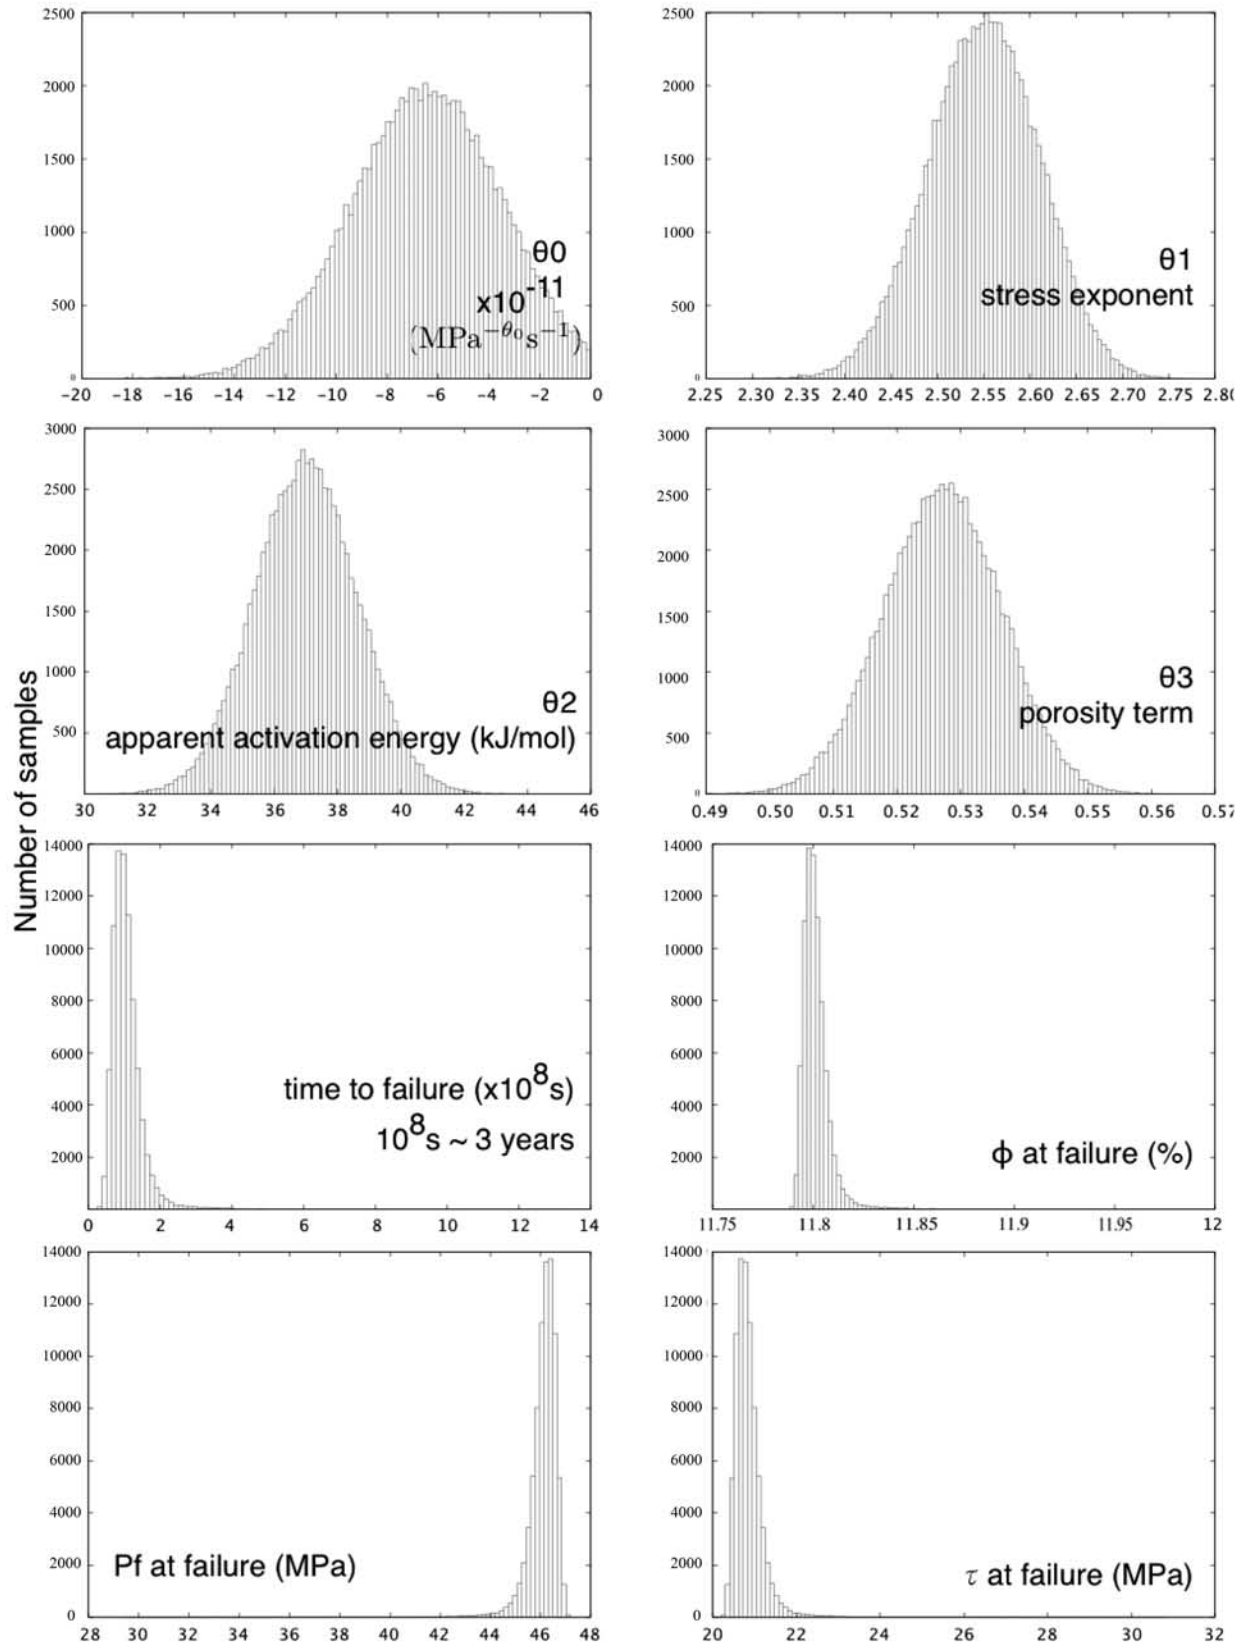 Number of samples
2500
2000
1500
1000
500
0
-20 -18 -16 -14 -12 -10 -8 -6 -4 -2 0
θ0
x10-11
(MPa−θ0s−1)
2500
2000
1500
1000
500
0
2.25 2.30 2.35 2.40 2.45 2.50 2.55 2.60 2.65 2.70 2.75 2.80
θ1
stress exponent
3000
2500
2000
1500
1000
500
30 32 34 36 38 40 42 44 46
θ2
apparent activation energy (kJ/mol)
3000
2500
2000
1500
1000
500
0
0.49 0.50 0.51 0.52 0.53 0.54 0.55 0.56 0.57
θ3
porosity term
14000
12000
10000
8000
6000
4000
2000
0 2 4 6 8 10 12 14
time to failure (x108s)
108s ~ 3 years
14000
12000
10000
8000
6000
4000
2000
11.75 11.8 11.85 11.9 11.95 12
ϕ at failure (%)
14000
12000
10000
8000
6000
4000
2000
0
28 30 32 34 36 38 40 42 44 46 48
Pf at failure (MPa)
14000
12000
10000
8000
6000
4000
2000
0
20 22 24 26 28 30 32
τ at failure (MPa)